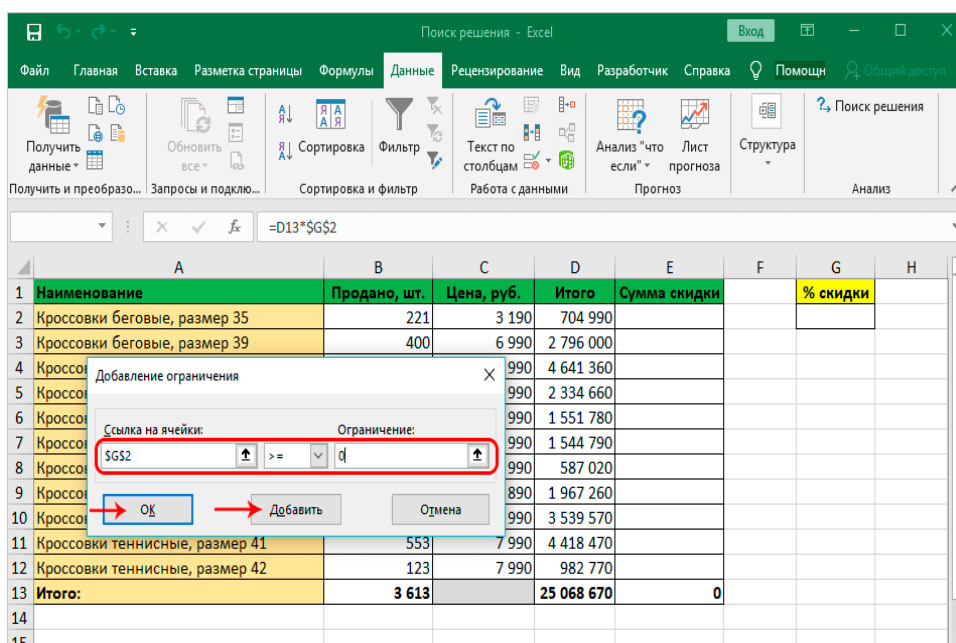 Поиск решения - Excel Вход
Файл Главная Вставка Разметка страницы Формулы Данные Рецензирование Вид Разработчик Справка Помощн Общий доступ
Получить данные Обновить все Сортировка Фильтр Текст по столбцам Анализ "что если" Лист прогноза Структура Поиск решения
Получить и преобразо... Запросы и подклю... Сортировка и фильтр Работа с данными Прогноз Анализ
fx =D13*$G$2
A B C D E F G H
1 Наименование Продано, шт. Цена, руб. Итого Сумма скидки % скидки
2 Кроссовки беговые, размер 35 221 3 190 704 990
3 Кроссовки беговые, размер 39 400 6 990 2 796 000
4 Кроссо 990 4 641 360
Добавление ограничения
5 Кроссо 990 2 334 660
6 Кроссо 990 1 551 780
Ссылка на ячейки: Ограничение:
7 Кроссо 990 1 544 790
$G$2 >= 0
8 Кроссо 990 587 020
9 Кроссо 890 1 967 260
ОК Добавить Отмена
10 Кроссо 990 3 539 570
11 Кроссовки теннисные, размер 41 553 7 990 4 418 470
12 Кроссовки теннисные, размер 42 123 7 990 982 770
13 Итого: 3 613 25 068 670 0
14
15